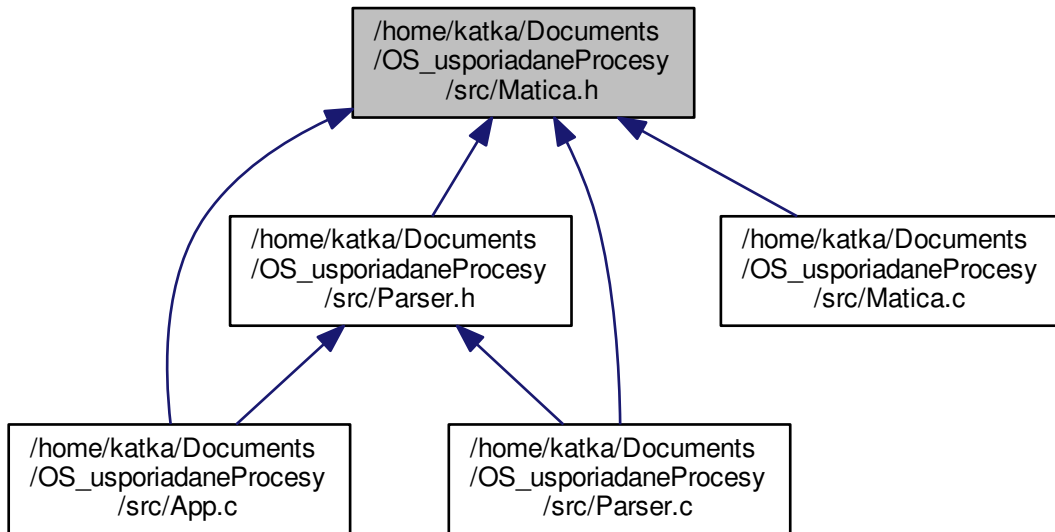 /home/katka/Documents
/OS_usporiadaneProcesy
/src/Matica.h
/home/katka/Documents
/OS_usporiadaneProcesy
/src/Parser.h
/home/katka/Documents
/OS_usporiadaneProcesy
/src/Matica.c
/home/katka/Documents
/OS_usporiadaneProcesy
/src/App.c
/home/katka/Documents
/OS_usporiadaneProcesy
/src/Parser.c